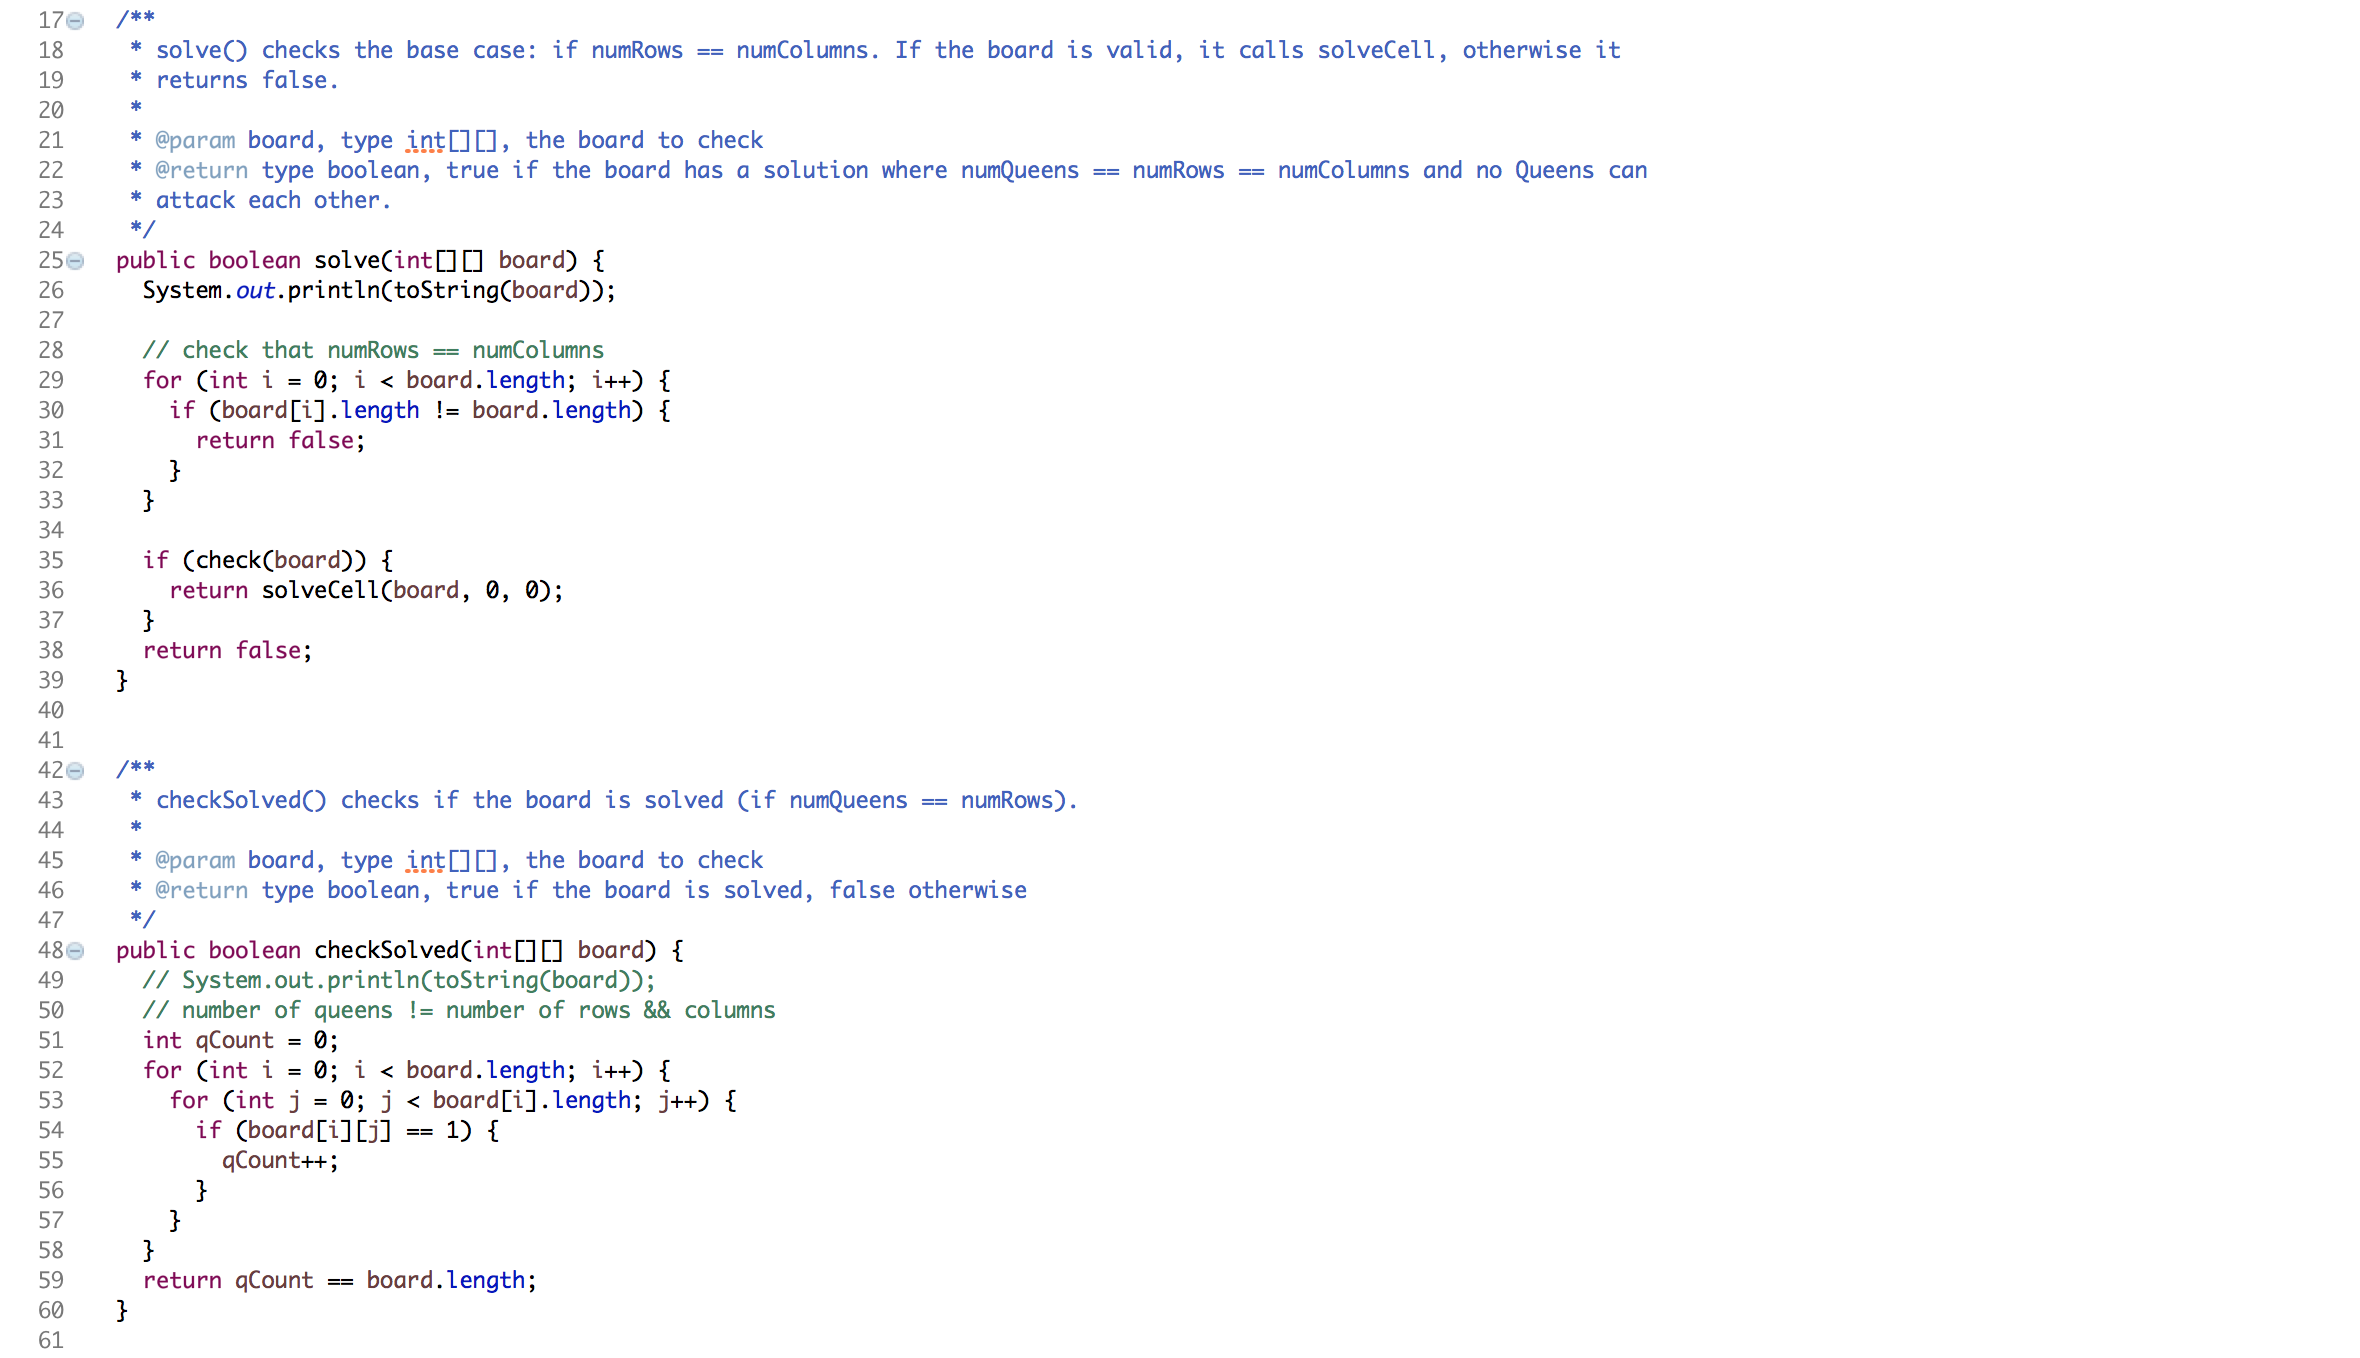 17 /**
18  * solve() checks the base case: if numRows == numColumns. If the board is valid, it calls solveCell, otherwise it
19  * returns false.
20  *
21  * @param board, type int[][], the board to check
22  * @return type boolean, true if the board has a solution where numQueens == numRows == numColumns and no Queens can
23  * attack each other.
24  */
25 public boolean solve(int[][] board) {
26   System.out.println(toString(board));
27
28   // check that numRows == numColumns
29   for (int i = 0; i < board.length; i++) {
30     if (board[i].length != board.length) {
31       return false;
32     }
33   }
34
35   if (check(board)) {
36     return solveCell(board, 0, 0);
37   }
38   return false;
39 }
40
41
42 /**
43  * checkSolved() checks if the board is solved (if numQueens == numRows).
44  *
45  * @param board, type int[][], the board to check
46  * @return type boolean, true if the board is solved, false otherwise
47  */
48 public boolean checkSolved(int[][] board) {
49   // System.out.println(toString(board));
50   // number of queens != number of rows && columns
51   int qCount = 0;
52   for (int i = 0; i < board.length; i++) {
53     for (int j = 0; j < board[i].length; j++) {
54       if (board[i][j] == 1) {
55         qCount++;
56       }
57     }
58   }
59   return qCount == board.length;
60 }
61